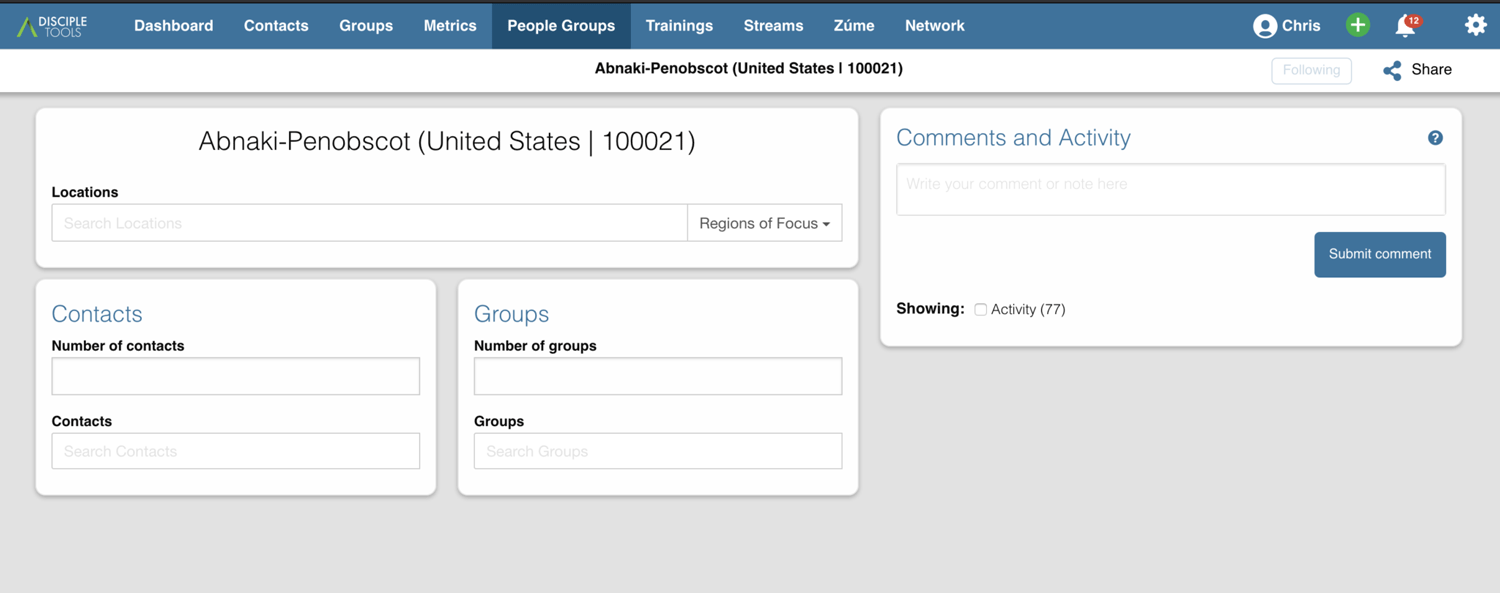 DISCIPLE
TOOLS
Dashboard Contacts Groups Metrics People Groups Trainings Streams Zúme Network Chris 12
Abnaki-Penobscot (United States | 100021) Following Share
Abnaki-Penobscot (United States | 100021)
Locations
Search Locations Regions of Focus
Contacts
Number of contacts
Contacts
Search Contacts
Groups
Number of groups
Groups
Search Groups
Comments and Activity ?
Write your comment or note here
Submit comment
Showing: Activity (77)